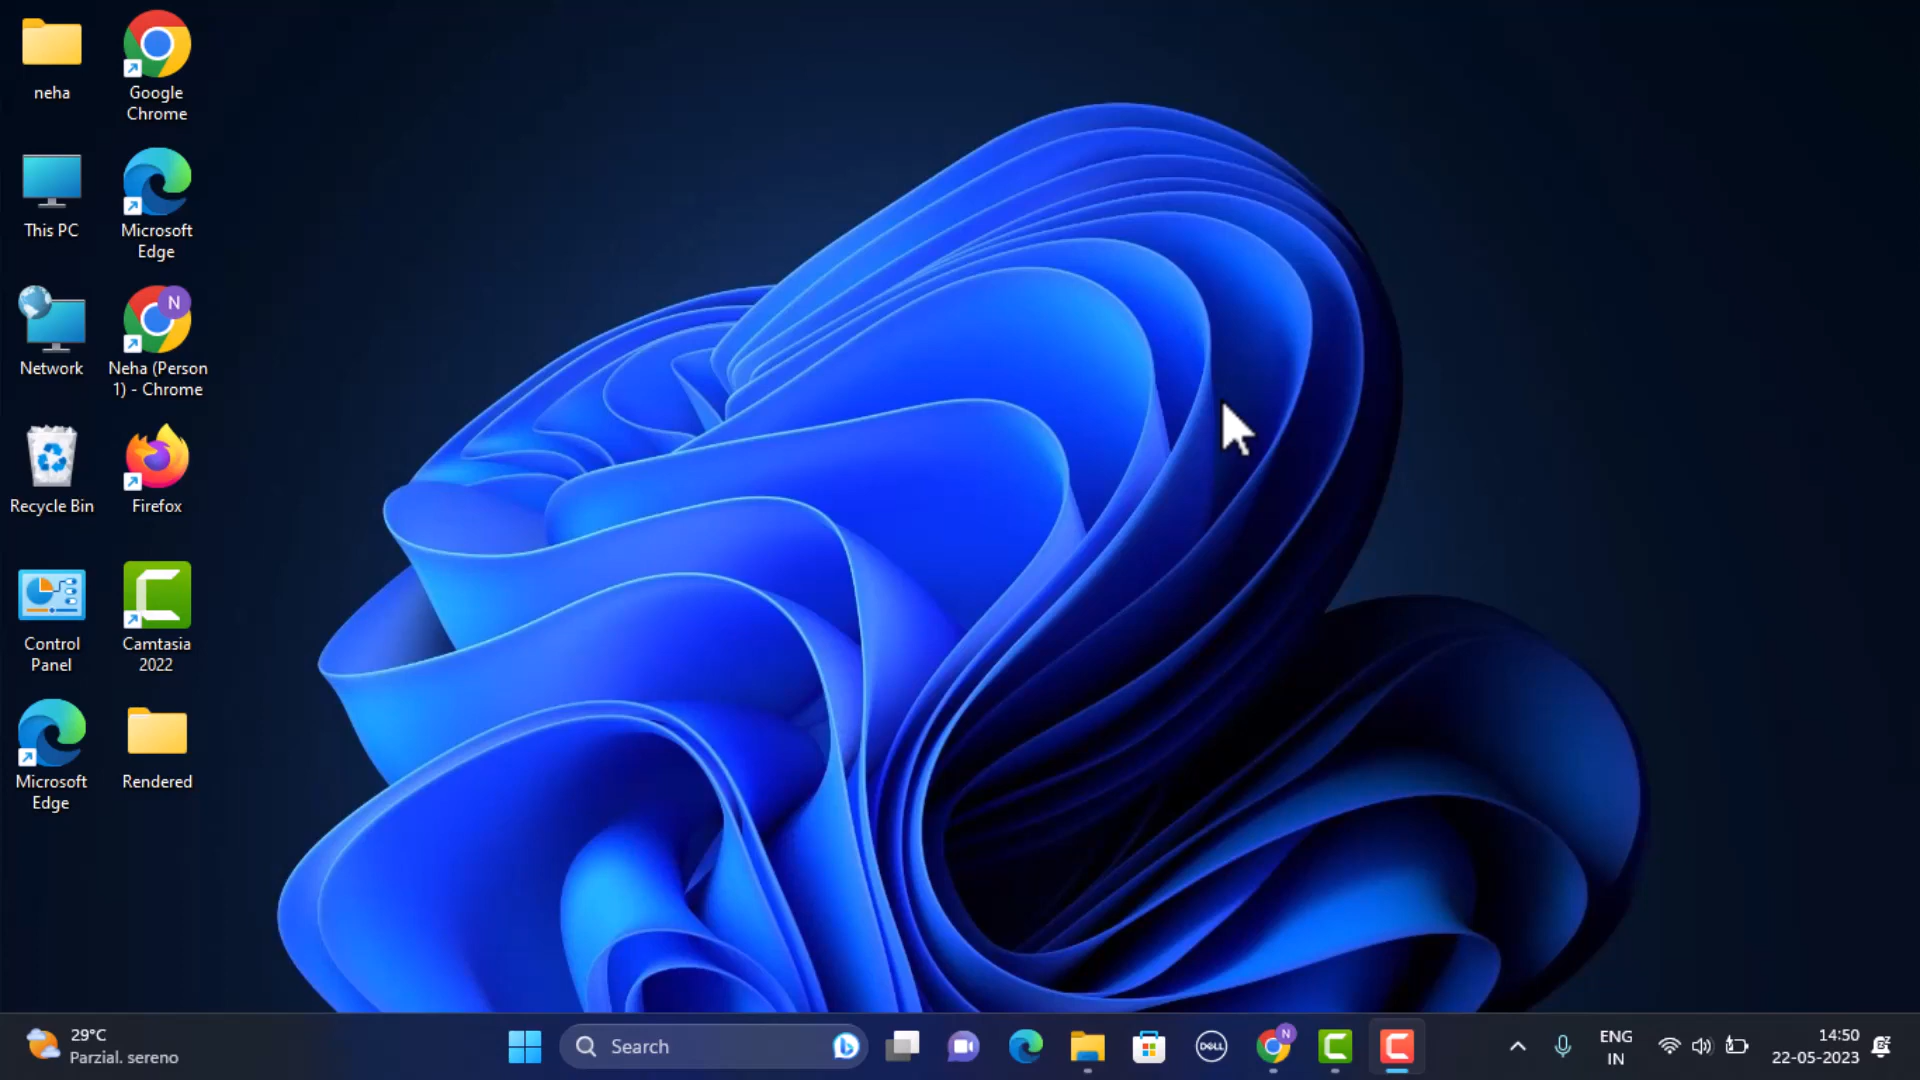 neha
Google
Chrome
This PC
Microsoft
Edge
Network
N
Neha (Person
1) - Chrome
Recycle Bin
Firefox
Control
Panel
Camtasia
2022
Microsoft
Edge
Rendered
29°C
Parzial. sereno
Search
DELL
N
ENG
IN
14:50
22-05-2023